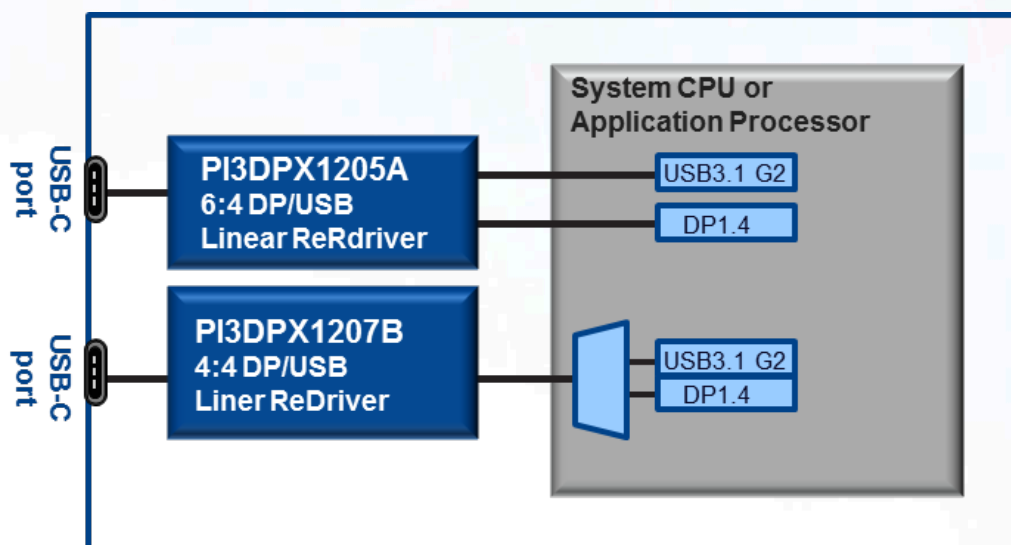 System CPU or
Application Processor
USB-C
port
PI3DPX1205A
6:4 DP/USB
Linear ReRdriver
USB3.1 G2
DP1.4
USB-C
port
PI3DPX1207B
4:4 DP/USB
Liner ReDriver
USB3.1 G2
DP1.4